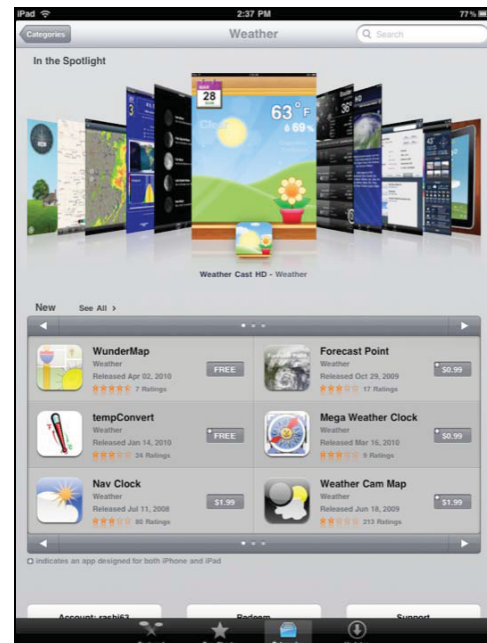 iPad 2:37 PM 77%
Categories Weather Search
In the Spotlight
MAR
28
63° F
69%
Clear
Weather Cast HD - Weather
New See All >
WunderMap
Weather
Released Apr 02, 2010
7 Ratings
FREE
Forecast Point
Weather
Released Oct 29, 2009
17 Ratings
$0.99
tempConvert
Weather
Released Jan 14, 2010
24 Ratings
FREE
Mega Weather Clock
Weather
Released Mar 16, 2010
9 Ratings
$0.99
Nav Clock
Weather
Released Jul 11, 2008
80 Ratings
$1.99
Weather Cam Map
Weather
Released Jun 18, 2009
213 Ratings
$1.99
indicates an app designed for both iPhone and iPad
Account: rashi63 Redeem Support